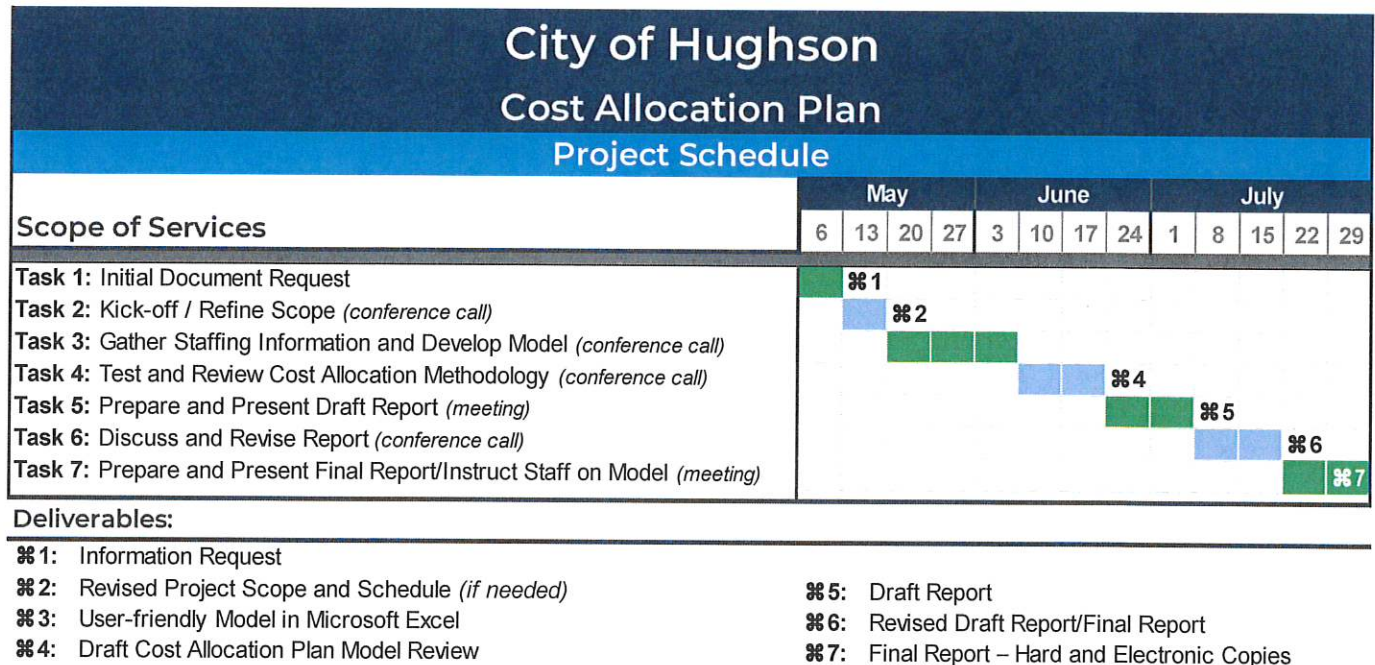 City of Hughson
Cost Allocation Plan
Project Schedule
May June July
Scope of Services 6 13 20 27 3 10 17 24 1 8 15 22 29
Task 1: Initial Document Request ⌘1
Task 2: Kick-off / Refine Scope (conference call) ⌘2
Task 3: Gather Staffing Information and Develop Model (conference call)
Task 4: Test and Review Cost Allocation Methodology (conference call) ⌘4
Task 5: Prepare and Present Draft Report (meeting) ⌘5
Task 6: Discuss and Revise Report (conference call) ⌘6
Task 7: Prepare and Present Final Report/Instruct Staff on Model (meeting) ⌘7
Deliverables:
⌘1: Information Request
⌘2: Revised Project Scope and Schedule (if needed)
⌘3: User-friendly Model in Microsoft Excel
⌘4: Draft Cost Allocation Plan Model Review
⌘5: Draft Report
⌘6: Revised Draft Report/Final Report
⌘7: Final Report – Hard and Electronic Copies